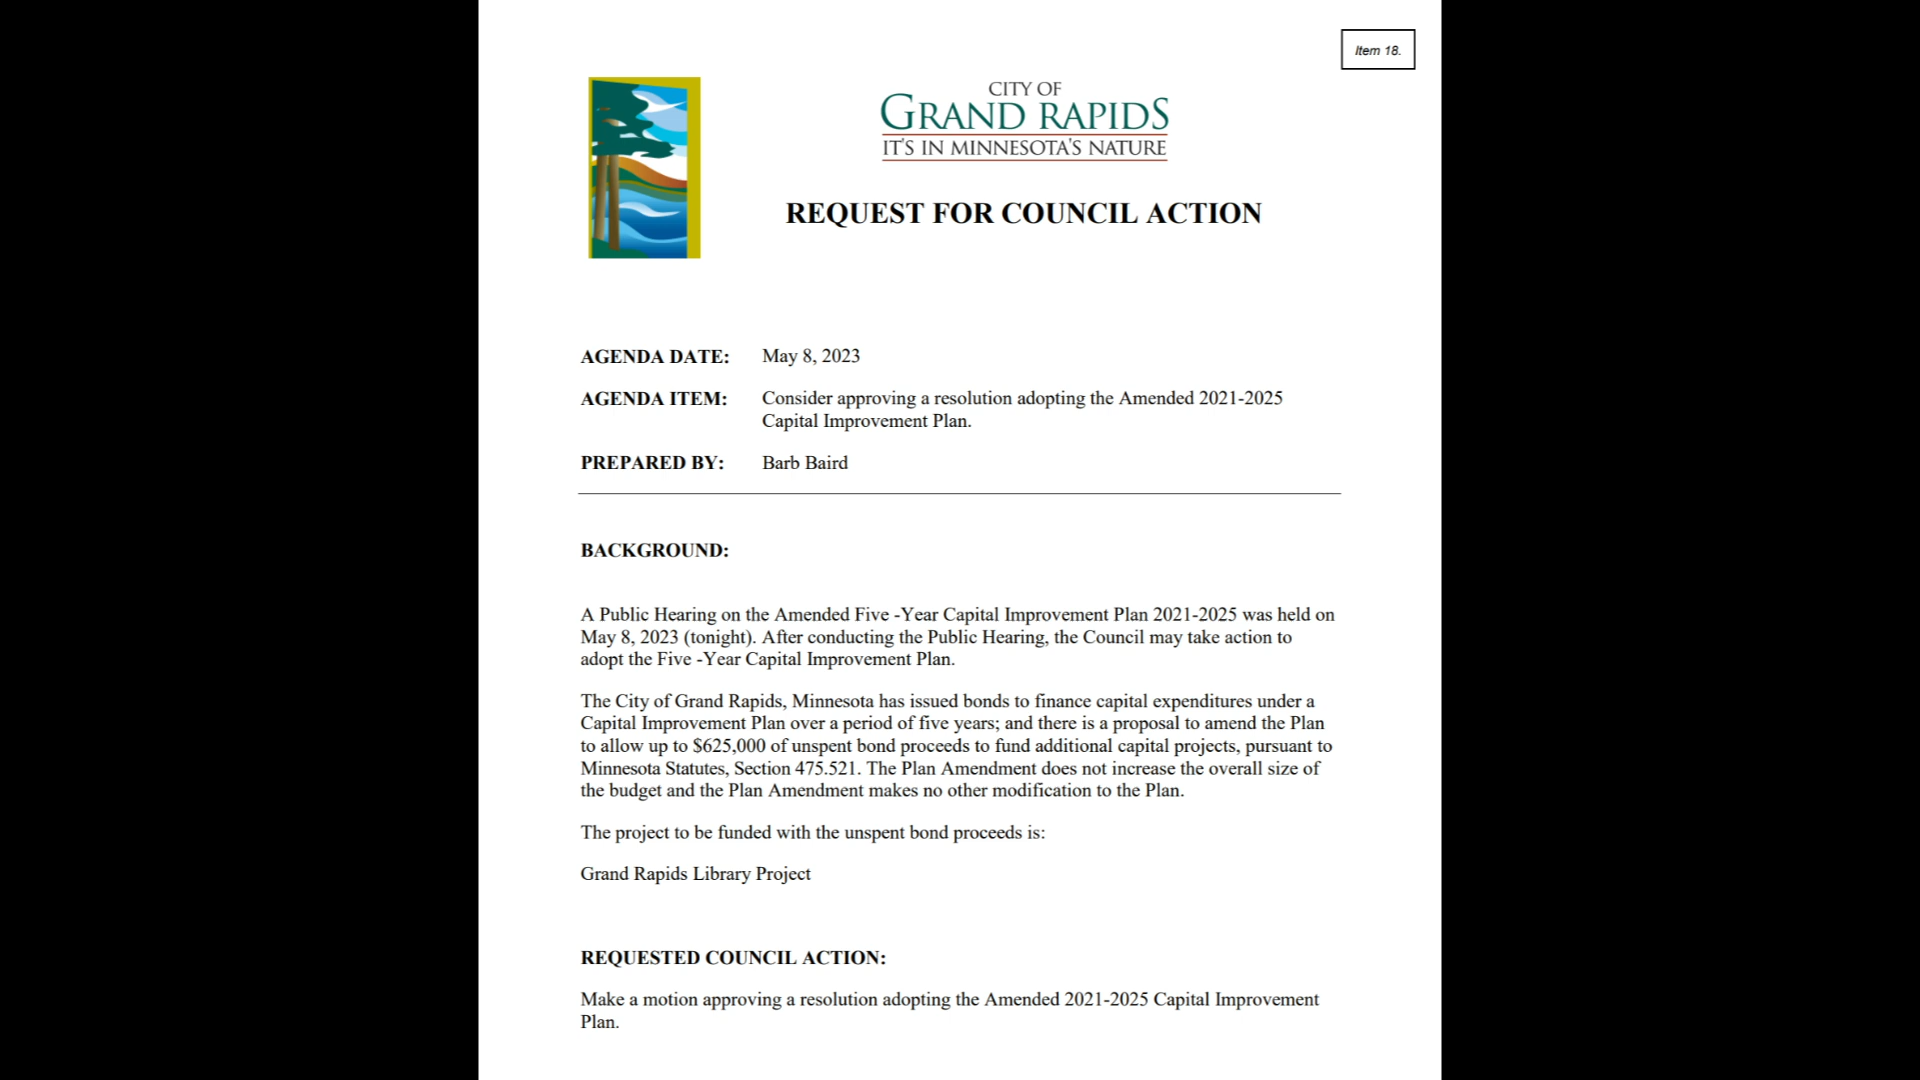 Item 18.
CITY OF
GRAND RAPIDS
IT'S IN MINNESOTA'S NATURE
REQUEST FOR COUNCIL ACTION
AGENDA DATE: May 8, 2023
AGENDA ITEM: Consider approving a resolution adopting the Amended 2021-2025
Capital Improvement Plan.
PREPARED BY: Barb Baird
BACKGROUND:
A Public Hearing on the Amended Five -Year Capital Improvement Plan 2021-2025 was held on
May 8, 2023 (tonight). After conducting the Public Hearing, the Council may take action to
adopt the Five -Year Capital Improvement Plan.
The City of Grand Rapids, Minnesota has issued bonds to finance capital expenditures under a
Capital Improvement Plan over a period of five years; and there is a proposal to amend the Plan
to allow up to $625,000 of unspent bond proceeds to fund additional capital projects, pursuant to
Minnesota Statutes, Section 475.521. The Plan Amendment does not increase the overall size of
the budget and the Plan Amendment makes no other modification to the Plan.
The project to be funded with the unspent bond proceeds is:
Grand Rapids Library Project
REQUESTED COUNCIL ACTION:
Make a motion approving a resolution adopting the Amended 2021-2025 Capital Improvement
Plan.